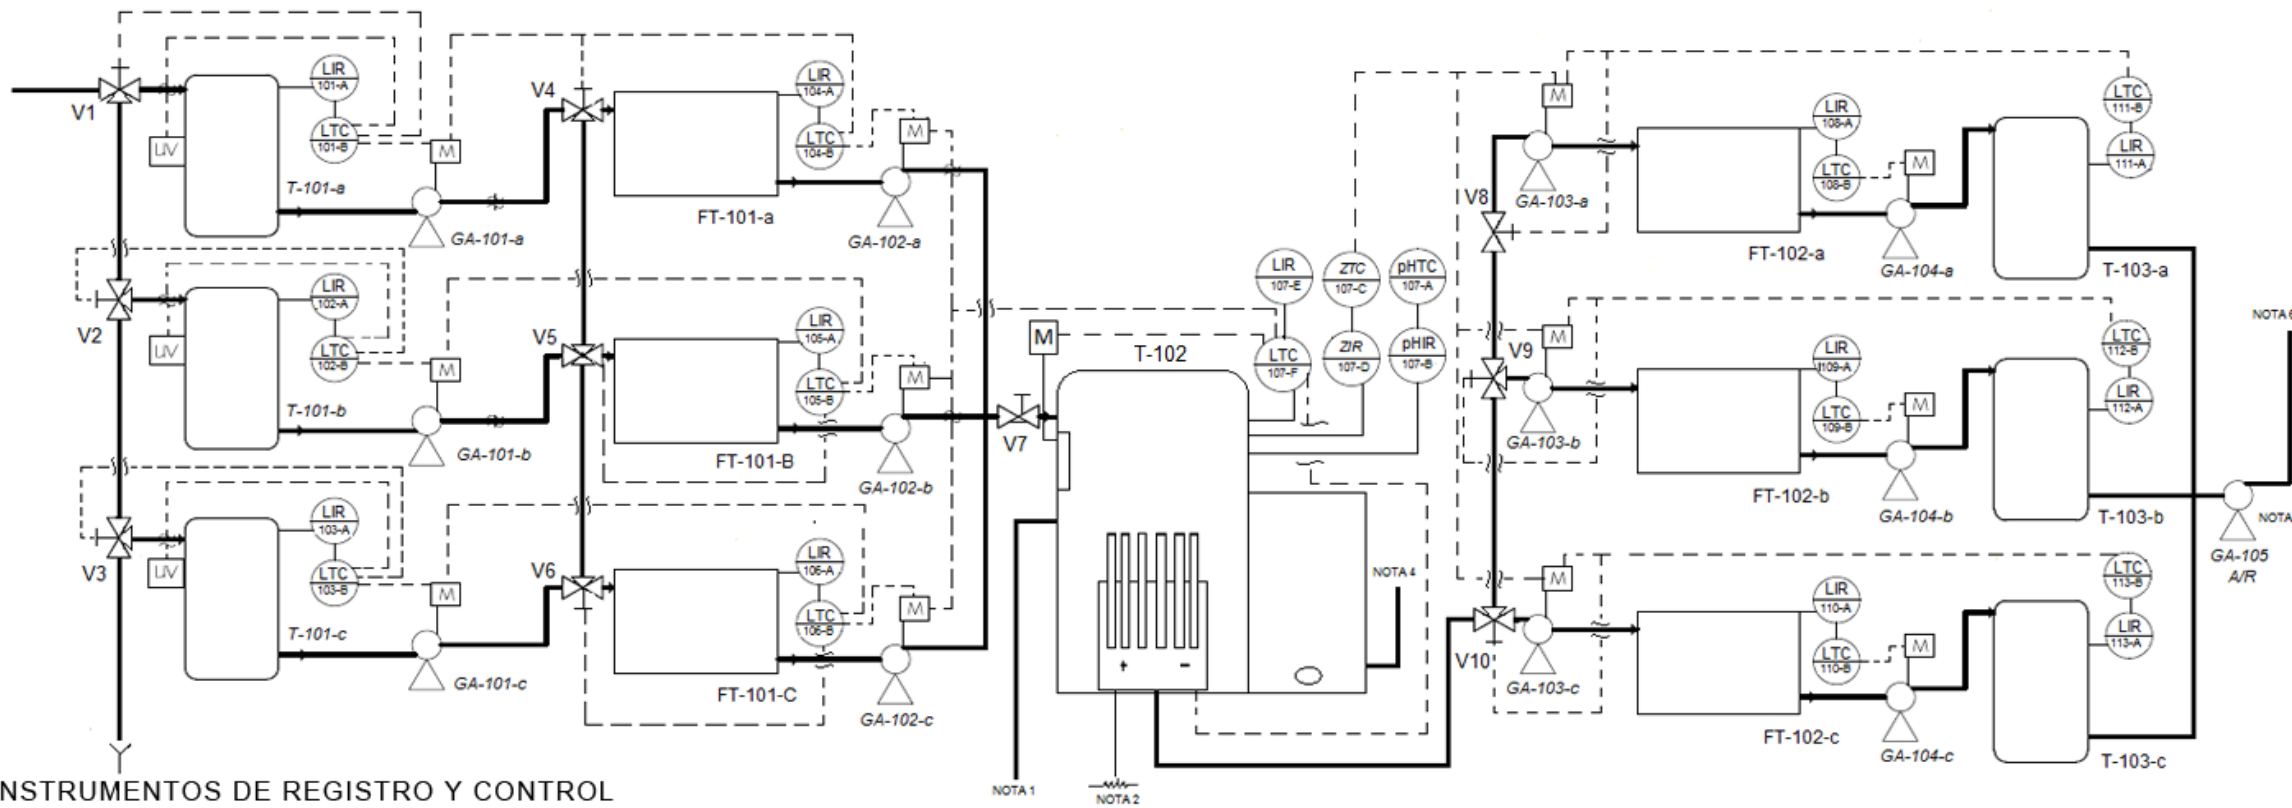 V1
LIR 101-A
LTC 101-B
UV
M
T-101-a
GA-101-a
V4
LIR 104-A
LTC 104-B
M
FT-101-a
GA-102-a
V2
LIR 102-A
LTC 102-B
UV
M
T-101-b
GA-101-b
V5
LIR 105-A
LTC 105-B
M
FT-101-B
GA-102-b
V3
LIR 103-A
LTC 103-B
UV
M
T-101-c
GA-101-c
V6
LIR 106-A
LTC 106-B
M
FT-101-C
GA-102-c
V7
M
T-102
LIR 107-E
LTC 107-F
ZTC 107-C
ZIR 107-D
pHTC 107-A
pHIR 107-B
+ -
NOTA 1
NOTA 2
NOTA 4
V8
M
GA-103-a
LIR 108-A
LTC 108-B
M
FT-102-a
GA-104-a
LTC 111-B
LIR 111-A
T-103-a
V9
M
GA-103-b
LIR 109-A
LTC 109-B
M
FT-102-b
GA-104-b
LTC 112-B
LIR 112-A
T-103-b
V10
M
GA-103-c
LIR 110-A
LTC 110-B
M
FT-102-c
GA-104-c
LTC 113-B
LIR 113-A
T-103-c
NOTA
NOTA
GA-105
A/R
NSTRUMENTOS DE REGISTRO Y CONTROL